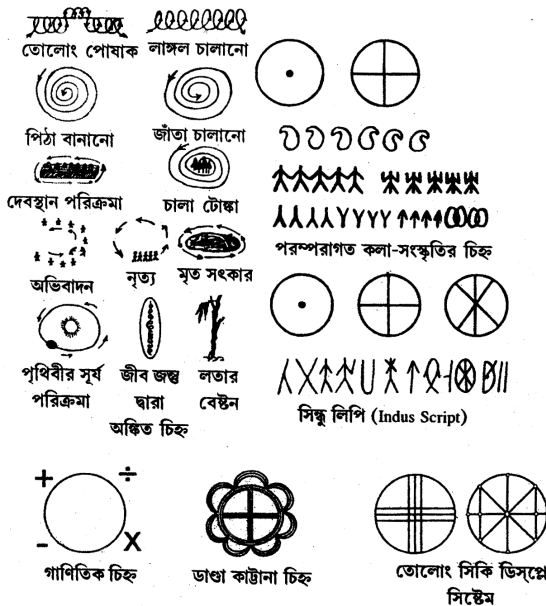 তোলোং পোষাক
লাঙ্গল চালানো
পিঠা বানানো
জাঁতা চালানো
দেবস্থান পরিক্রমা
চালা টোঙ্কা
পরম্পরাগত কলা-সংস্কৃতির চিহ্ন
অভিবাদন
নৃত্য
মৃত সৎকার
পৃথিবীর সূর্য
পরিক্রমা
জীব জন্তু
দ্বারা
অঙ্কিত চিহ্ন
লতার
বেষ্টন
সিন্ধু লিপি (Indus Script)
+ ÷
- X
গাণিতিক চিহ্ন
ডাণ্ডা কাট্টানা চিহ্ন
তোলোং সিকি ডিস্প্লে
সিষ্টেম